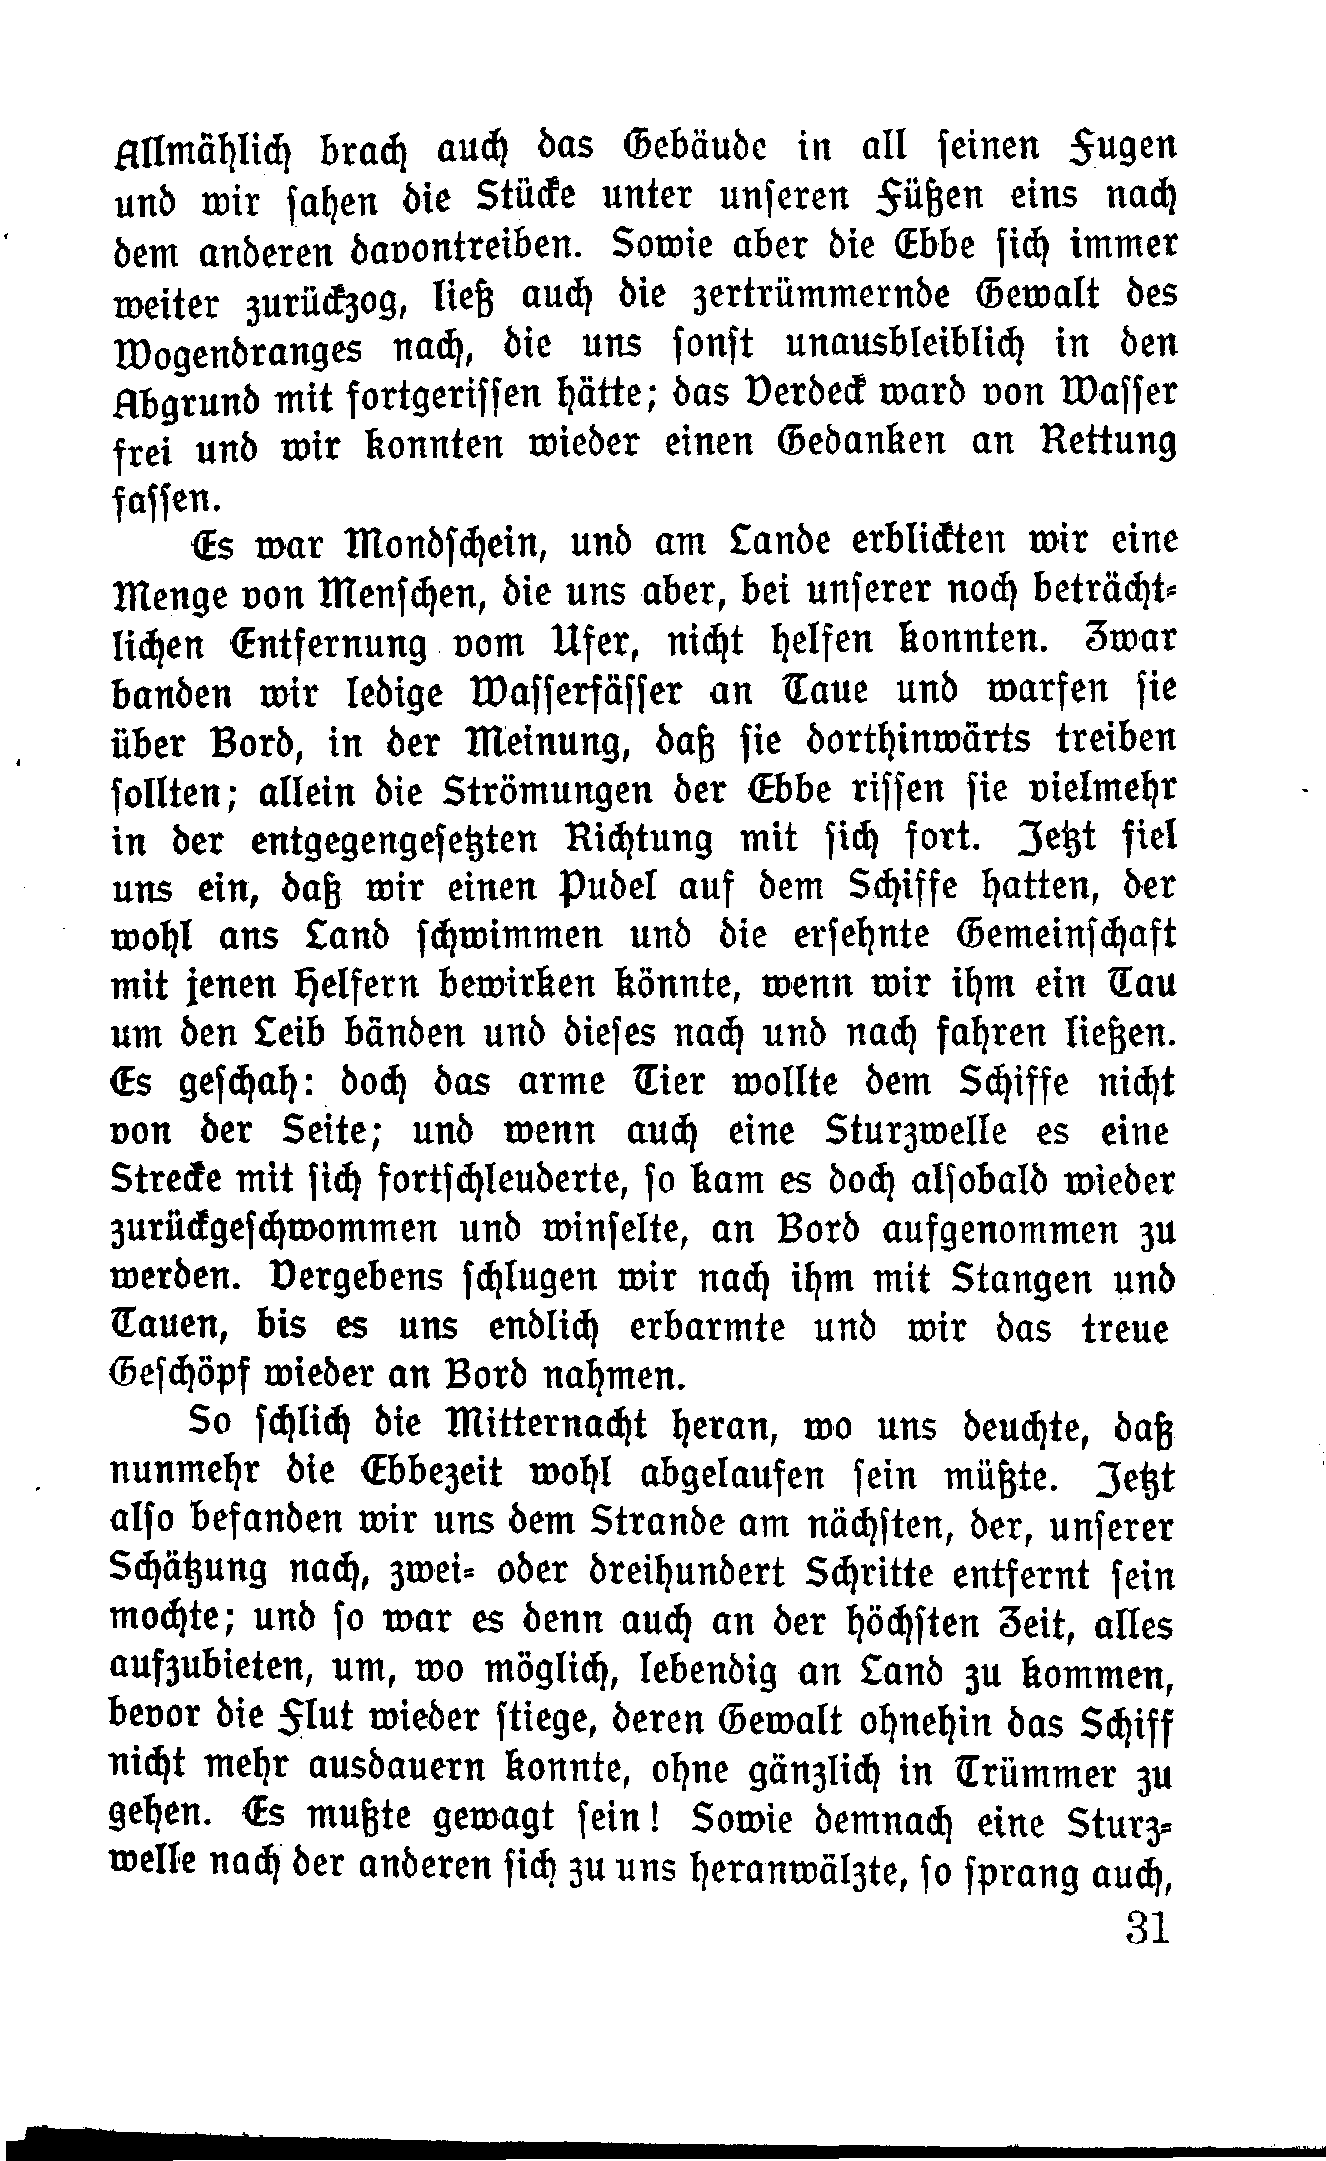 Allmählich brach auch das Gebäude in all seinen Fugen
und wir sahen die Stücke unter unseren Füßen eins nach
dem anderen davontreiben. Sowie aber die Ebbe sich immer
weiter zurückzog, ließ auch die zertrümmernde Gewalt des
Wogendranges nach, die uns sonst unausbleiblich in den
Abgrund mit fortgerissen hätte; das Verdeck ward von Wasser
frei und wir konnten wieder einen Gedanken an Rettung
fassen.
Es war Mondschein, und am Lande erblickten wir eine
Menge von Menschen, die uns aber, bei unserer noch beträcht-
lichen Entfernung vom Ufer, nicht helfen konnten. Zwar
banden wir ledige Wasserfässer an Taue und warfen sie
über Bord, in der Meinung, daß sie dorthinwärts treiben
sollten; allein die Strömungen der Ebbe rissen sie vielmehr
in der entgegengesetzten Richtung mit sich fort. Jetzt fiel
uns ein, daß wir einen Pudel auf dem Schiffe hatten, der
wohl ans Land schwimmen und die ersehnte Gemeinschaft
mit jenen Helfern bewirken könnte, wenn wir ihm ein Tau
um den Leib bänden und dieses nach und nach fahren ließen.
Es geschah: doch das arme Tier wollte dem Schiffe nicht
von der Seite; und wenn auch eine Sturzwelle es eine
Strecke mit sich fortschleuderte, so kam es doch alsobald wieder
zurückgeschwommen und winselte, an Bord aufgenommen zu
werden. Vergebens schlugen wir nach ihm mit Stangen und
Tauen, bis es uns endlich erbarmte und wir das treue
Geschöpf wieder an Bord nahmen.
So schlich die Mitternacht heran, wo uns deuchte, daß
nunmehr die Ebbezeit wohl abgelaufen sein müßte. Jetzt
also befanden wir uns dem Strande am nächsten, der, unserer
Schätzung nach, zwei- oder dreihundert Schritte entfernt sein
mochte; und so war es denn auch an der höchsten Zeit, alles
aufzubieten, um, wo möglich, lebendig an Land zu kommen,
bevor die Flut wieder stiege, deren Gewalt ohnehin das Schiff
nicht mehr ausdauern konnte, ohne gänzlich in Trümmer zu
gehen. Es mußte gewagt sein! Sowie demnach eine Sturz-
welle nach der anderen sich zu uns heranwälzte, so sprang auch,
31